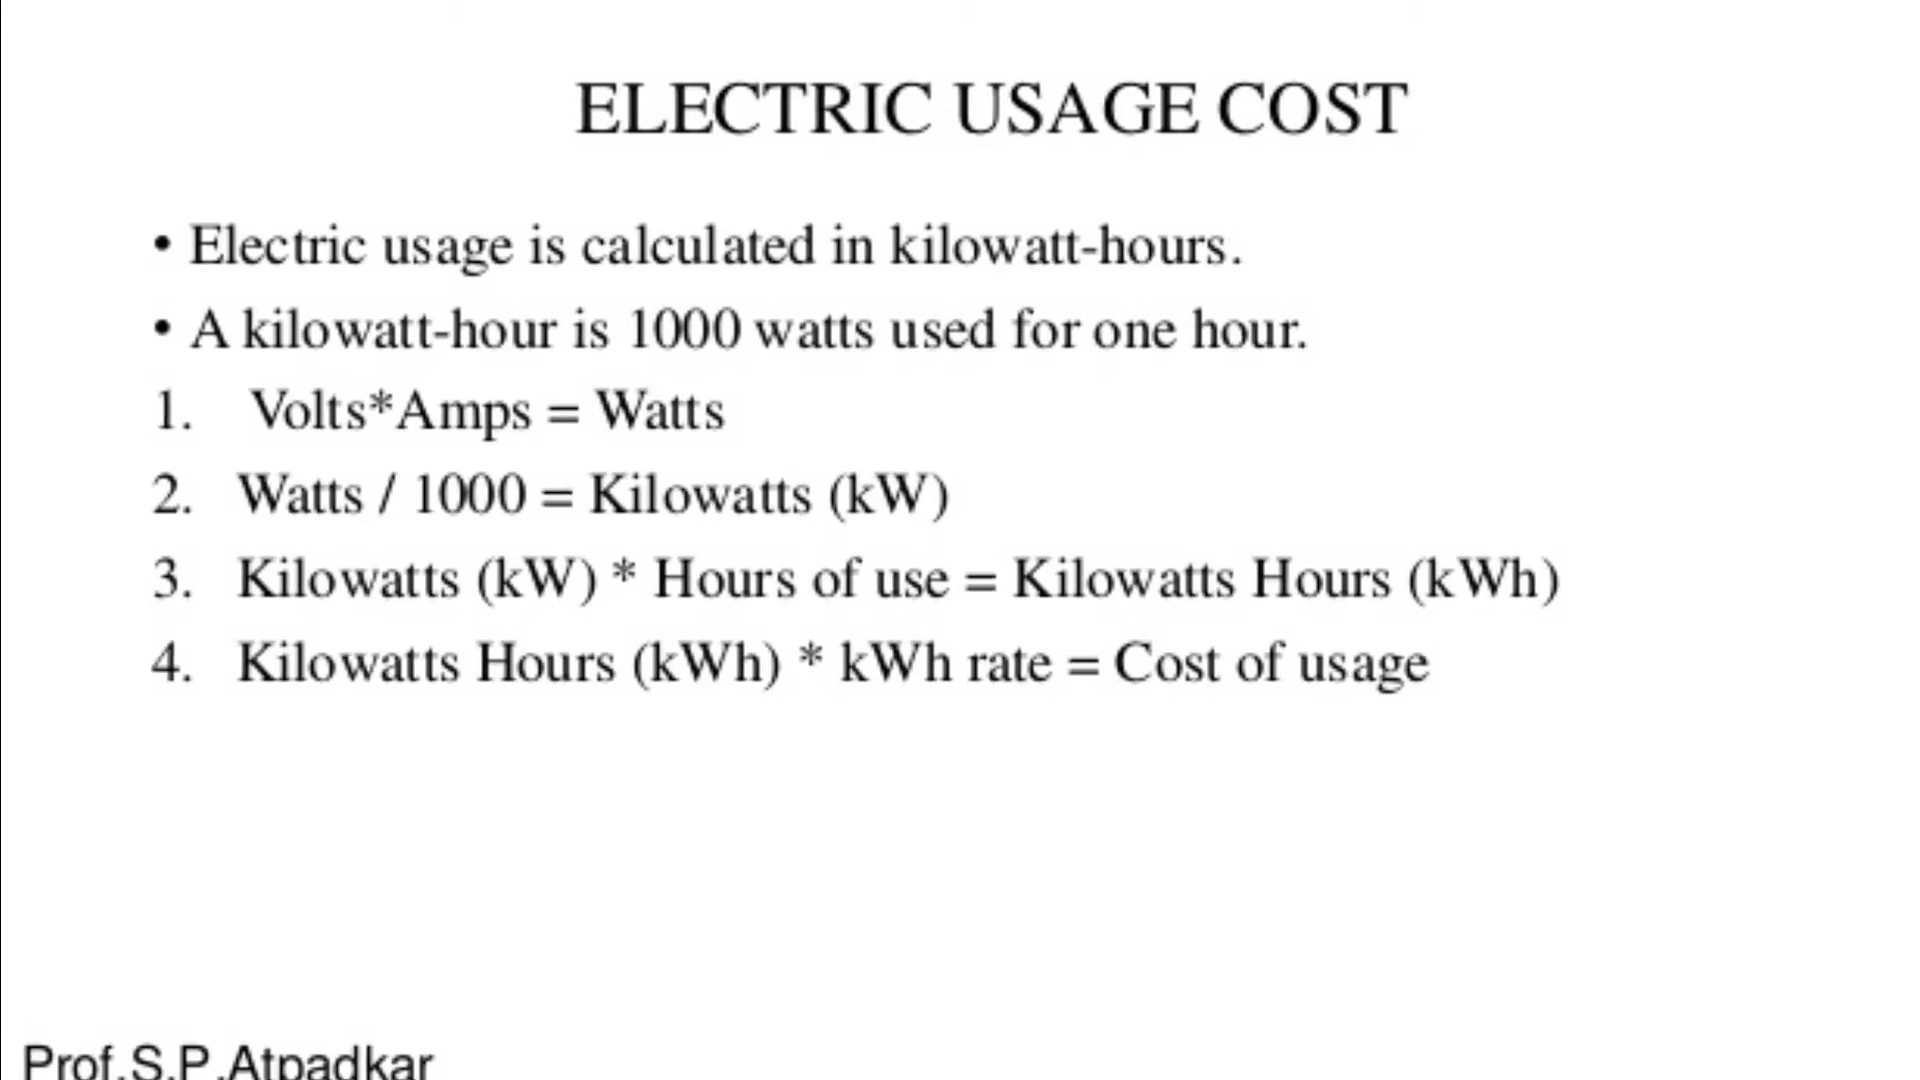 ELECTRIC USAGE COST
• Electric usage is calculated in kilowatt-hours.
• A kilowatt-hour is 1000 watts used for one hour.
1. Volts*Amps = Watts
2. Watts / 1000 = Kilowatts (kW)
3. Kilowatts (kW) * Hours of use = Kilowatts Hours (kWh)
4. Kilowatts Hours (kWh) * kWh rate = Cost of usage
Prof.S.P.Atpadkar